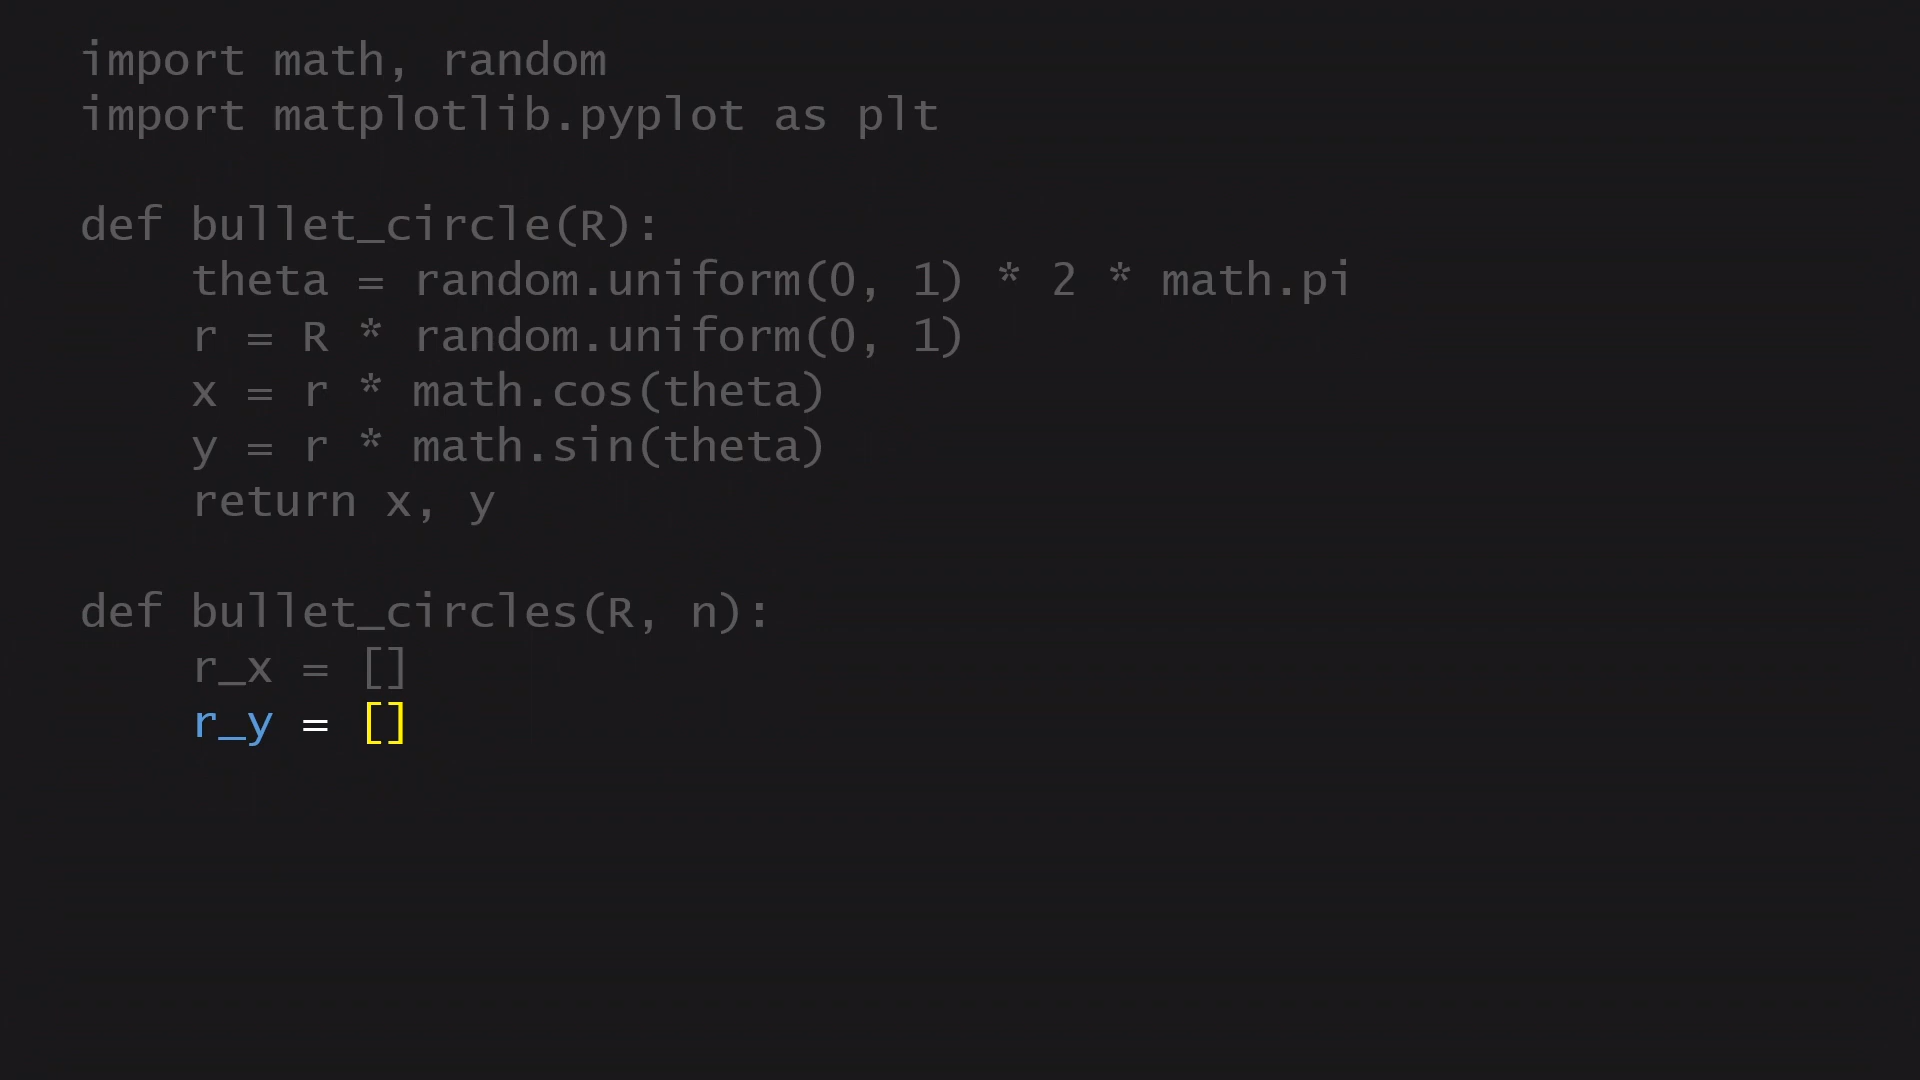 import math, random
import matplotlib.pyplot as plt
def bullet_circle(R):
    theta = random.uniform(0, 1) * 2 * math.pi
    r = R * random.uniform(0, 1)
    x = r * math.cos(theta)
    y = r * math.sin(theta)
    return x, y
def bullet_circles(R, n):
    r_x = []
    r_y = []